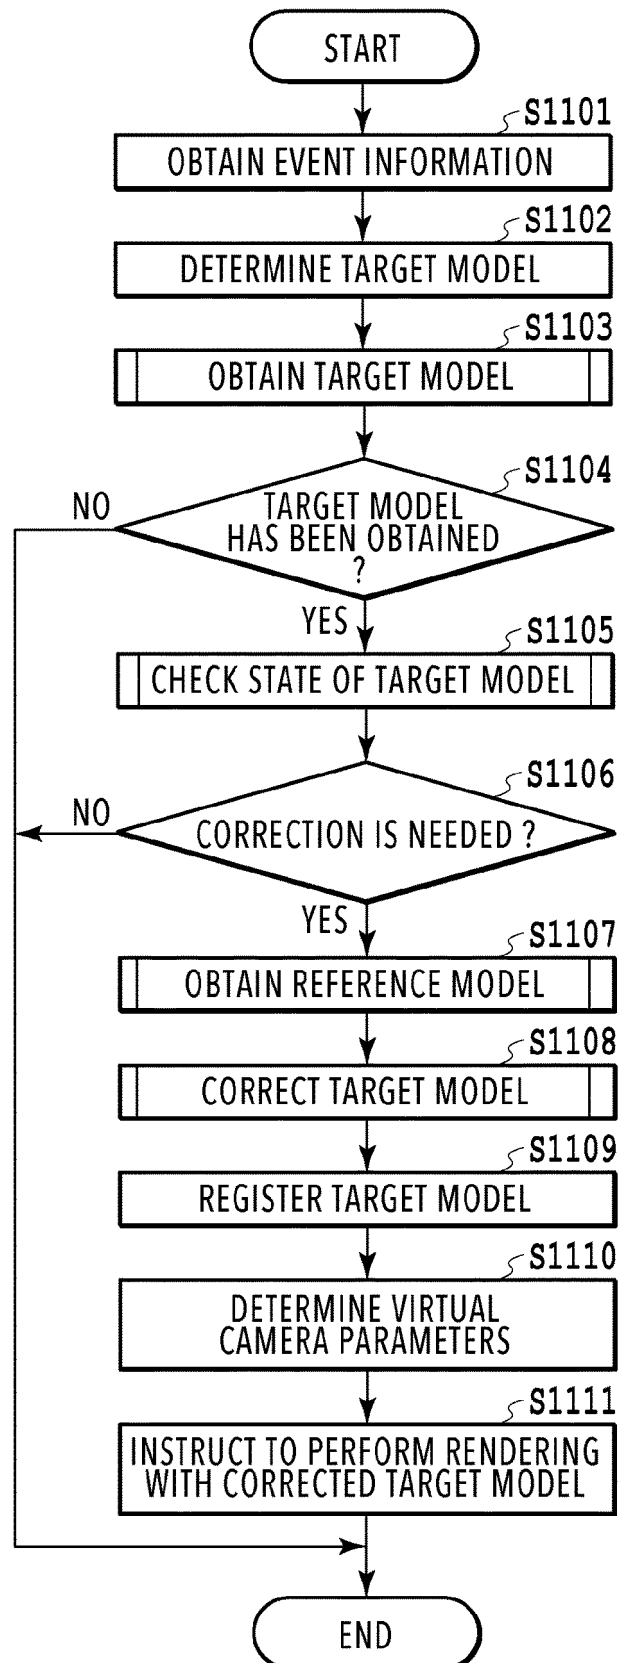 START
S1101
OBTAIN EVENT INFORMATION
S1102
DETERMINE TARGET MODEL
S1103
OBTAIN TARGET MODEL
S1104
NO
TARGET MODEL
HAS BEEN OBTAINED
?
YES
S1105
CHECK STATE OF TARGET MODEL
S1106
NO
CORRECTION IS NEEDED ?
YES
S1107
OBTAIN REFERENCE MODEL
S1108
CORRECT TARGET MODEL
S1109
REGISTER TARGET MODEL
S1110
DETERMINE VIRTUAL
CAMERA PARAMETERS
S1111
INSTRUCT TO PERFORM RENDERING
WITH CORRECTED TARGET MODEL
END